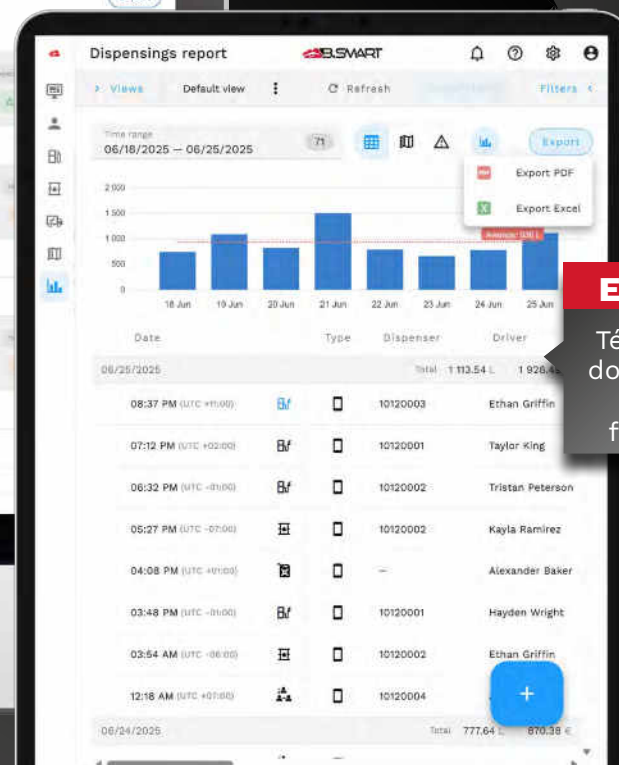 Dispensings report
B.SMART
Views
Default view
Refresh
Filters
Time range
06/18/2025 — 06/25/2025
71
Export
Export PDF
Export Excel
2 000
1 500
1 000
500
0
18 Jun 19 Jun 20 Jun 21 Jun 22 Jun 23 Jun 24 Jun 25 Jun
Date Type Dispenser Driver
06/25/2025 Total 1 113.54 L
08:37 PM (UTC +11:00) 10120003 Ethan Griffin
07:12 PM (UTC +02:00) 10120001 Taylor King
06:32 PM (UTC -01:00) 10120002 Tristan Peterson
05:27 PM (UTC -07:00) 10120002 Kayla Ramirez
04:08 PM (UTC +01:00) – Alexander Baker
03:48 PM (UTC -01:00) 10120001 Hayden Wright
03:54 AM (UTC -06:00) 10120002 Ethan Griffin
12:18 AM (UTC +07:00) 10120004
+
06/24/2025 Total 777.64 L 870.38 €
E
Té
do
f